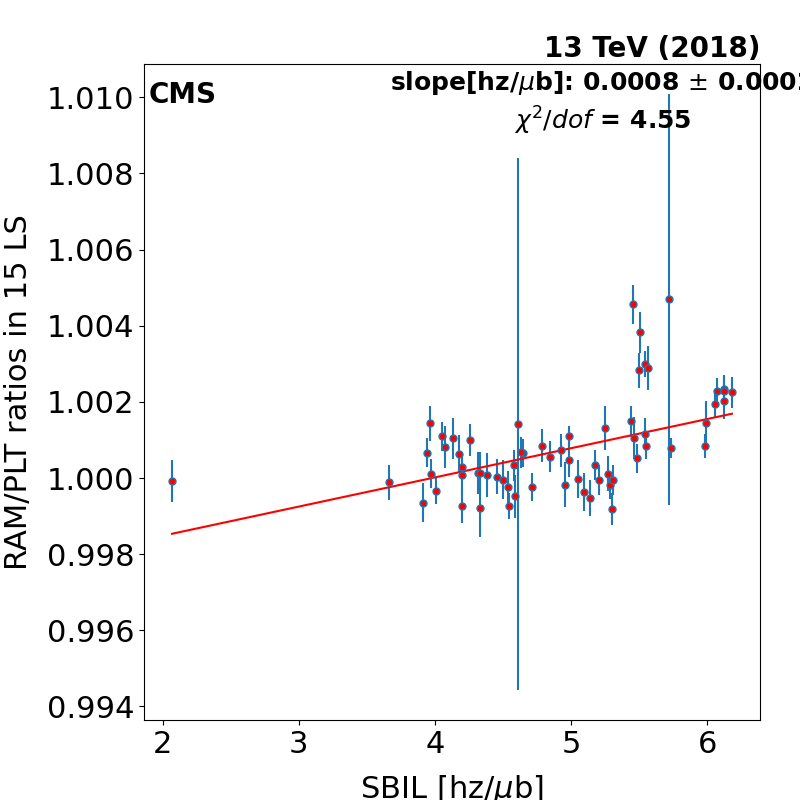 13 TeV (2018)
CMS
slope[hz/μb]: 0.0008 ± 0.000
χ²/dof = 4.55
1.010
1.008
1.006
1.004
1.002
1.000
0.998
0.996
0.994
RAM/PLT ratios in 15 LS
2 3 4 5 6
SBIL [hz/μb]